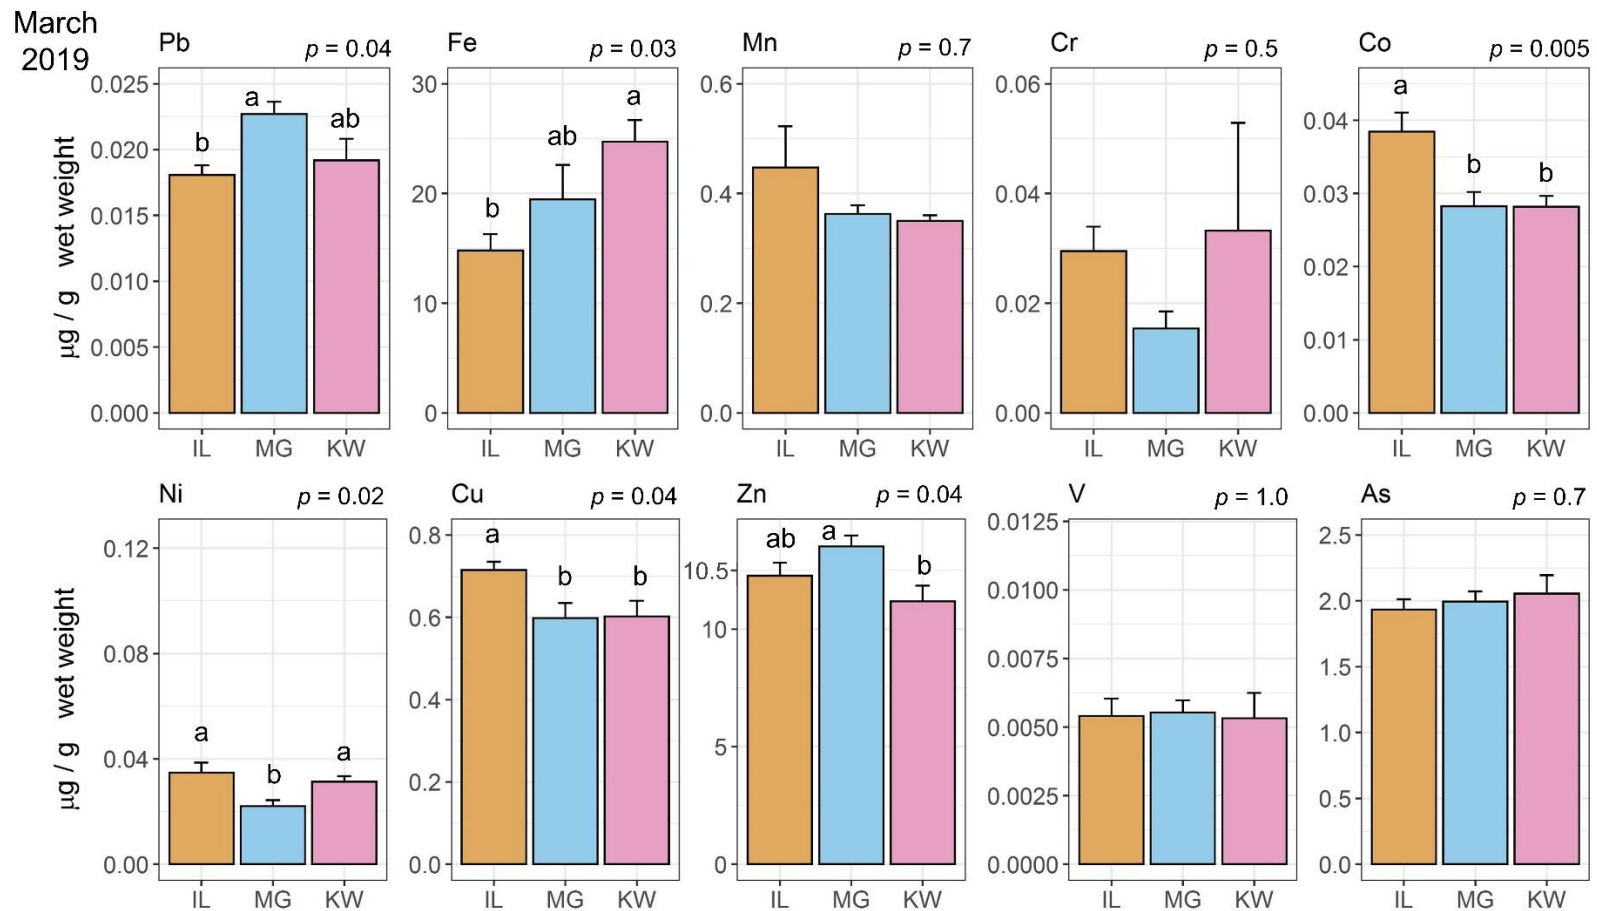 March
2019
Pb p = 0.04
Fe p = 0.03
Mn p = 0.7
Cr p = 0.5
Co p = 0.005
µg / g wet weight
0.025
0.020
0.015
0.010
0.005
0.000
b
a
ab
IL MG KW
30
20
10
0
b
ab
a
IL MG KW
0.6
0.4
0.2
0.0
IL MG KW
0.06
0.04
0.02
0.00
IL MG KW
0.04
0.03
0.02
0.01
0.00
a
b
b
IL MG KW
Ni p = 0.02
Cu p = 0.04
Zn p = 0.04
V p = 1.0
As p = 0.7
µg / g wet weight
0.12
0.08
0.04
0.00
a
b
a
IL MG KW
0.8
0.6
0.4
0.2
0.0
a
b
b
IL MG KW
10.5
10
5
0
ab
a
b
IL MG KW
0.0125
0.0100
0.0075
0.0050
0.0025
0.0000
IL MG KW
2.5
2.0
1.5
1.0
0.5
0.0
IL MG KW